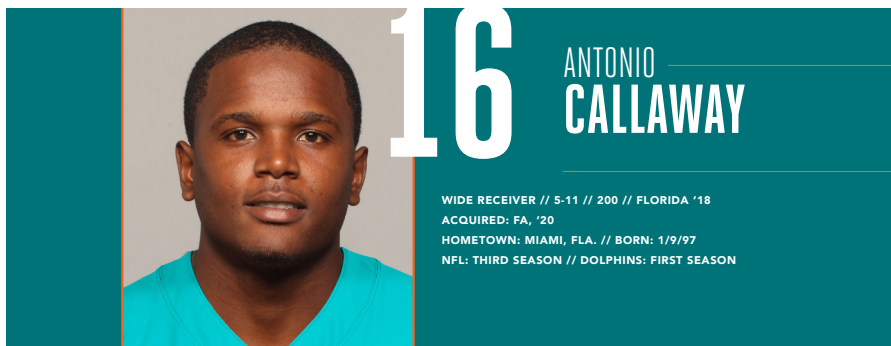 16
ANTONIO
CALLAWAY
WIDE RECEIVER // 5-11 // 200 // FLORIDA ’18
ACQUIRED: FA, ’20
HOMETOWN: MIAMI, FLA. // BORN: 1/9/97
NFL: THIRD SEASON // DOLPHINS: FIRST SEASON